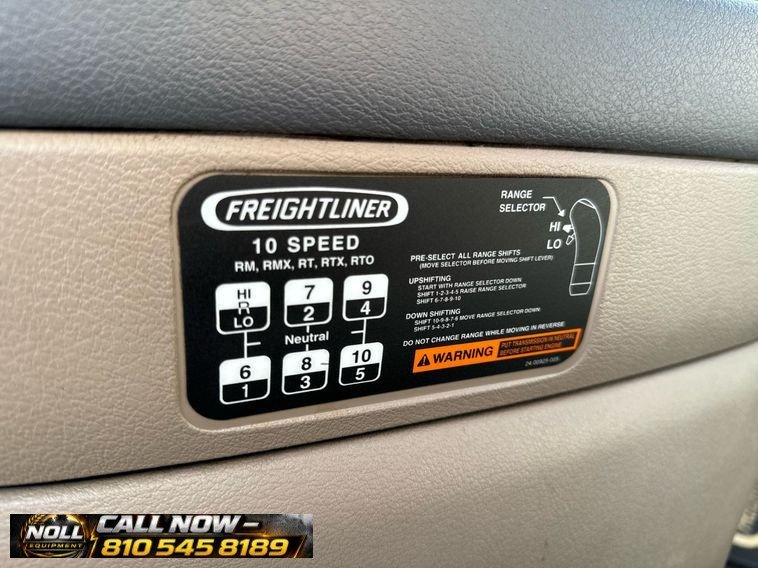 FREIGHTLINER
10 SPEED
RM, RMX, RT, RTX, RTO
HI
R
LO
7
2
9
4
Neutral
6
1
8
3
10
5
RANGE
SELECTOR
HI
LO
PRE-SELECT ALL RANGE SHIFTS
(MOVE SELECTOR BEFORE MOVING SHIFT LEVER)
UPSHIFTING
START WITH RANGE SELECTOR DOWN
SHIFT 1-2-3-4-5 RAISE RANGE SELECTOR
SHIFT 6-7-8-9-10
DOWN SHIFTING
SHIFT 10-9-8-7-6 MOVE RANGE SELECTOR DOWN:
SHIFT 5-4-3-2-1
DO NOT CHANGE RANGE WHILE MOVING IN REVERSE:
WARNING
PUT TRANSMISSION IN NEUTRAL
BEFORE STARTING ENGINE
24-00925-005
NOLL
EQUIPMENT
CALL NOW –
810 545 8189